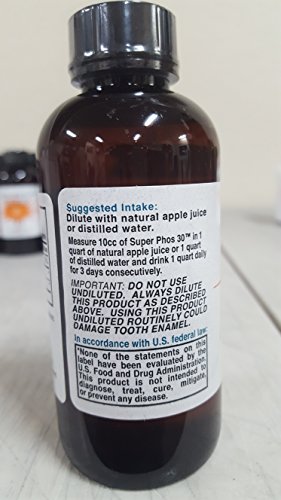 Suggested Intake:
Dilute with natural apple juice
or distilled water.
Measure 10cc of Super Phos 30™ in 1
quart of natural apple juice or 1 quart
of distilled water and drink 1 quart daily
for 3 days consecutively.
IMPORTANT: DO NOT USE
UNDILUTED. ALWAYS DILUTE
THIS PRODUCT AS DESCRIBED
ABOVE. USING THIS PRODUCT
UNDILUTED ROUTINELY COULD
DAMAGE TOOTH ENAMEL.
In accordance with U.S. federal law:
*None of the statements on this
label have been evaluated by the
U.S. Food and Drug Administration.
This product is not intended to
diagnose, treat, cure, mitigate,
or prevent any disease.